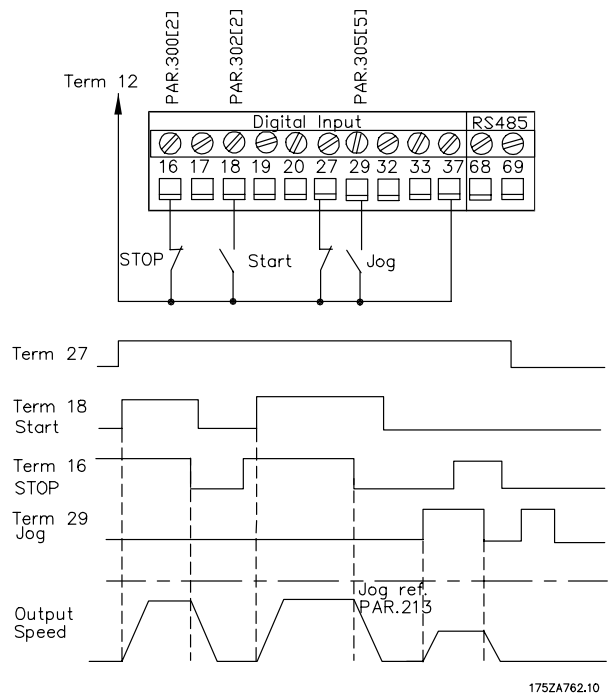 PAR.300[2]
PAR.302[2]
PAR.305[5]
Term 12
Digital Input
RS485
16 17 18 19 20 27 29 32 33 37 68 69
STOP
Start
Jog
Term 27
Term 18
Start
Term 16
STOP
Term 29
Jog
Jog ref.
PAR.213
Output
Speed
175ZA762.10